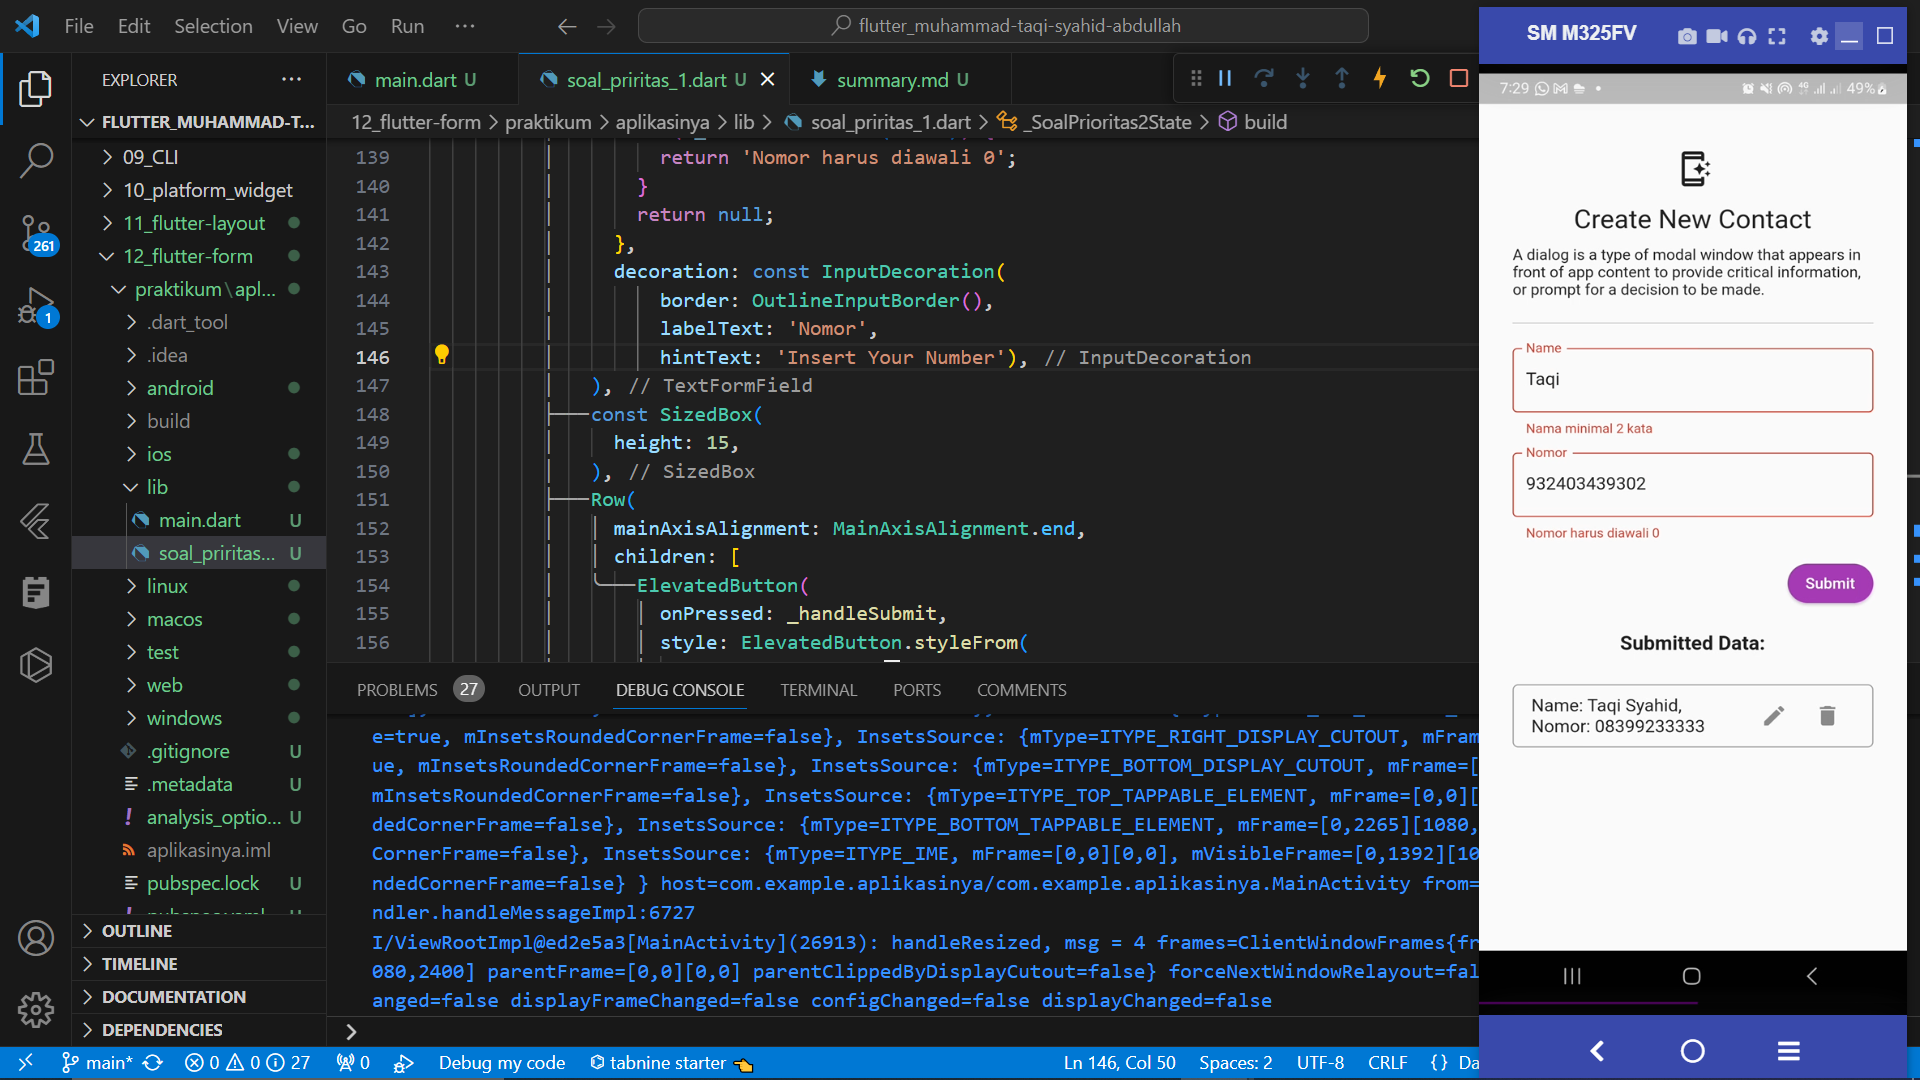 File Edit Selection View Go Run ···
flutter_muhammad-taqi-syahid-abdullah
EXPLORER
FLUTTER_MUHAMMAD-T...
09_CLI
10_platform_widget
11_flutter-layout
12_flutter-form
praktikum\apl...
.dart_tool
.idea
android
build
ios
lib
main.dart U
soal_priritas... U
linux
macos
test
web
windows
.gitignore U
.metadata U
analysis_optio... U
aplikasinya.iml
pubspec.lock U
OUTLINE
TIMELINE
DOCUMENTATION
DEPENDENCIES
261
1
main.dart U
soal_priritas_1.dart U
summary.md U
12_flutter-form > praktikum > aplikasinya > lib > soal_priritas_1.dart > _SoalPrioritas2State > build
139 return 'Nomor harus diawali 0';
140 }
141 return null;
142 },
143 decoration: const InputDecoration(
144 border: OutlineInputBorder(),
145 labelText: 'Nomor',
146 hintText: 'Insert Your Number'), // InputDecoration
147 ), // TextFormField
148 const SizedBox(
149 height: 15,
150 ), // SizedBox
151 Row(
152 mainAxisAlignment: MainAxisAlignment.end,
153 children: [
154 ElevatedButton(
155 onPressed: _handleSubmit,
156 style: ElevatedButton.styleFrom(
PROBLEMS 27 OUTPUT DEBUG CONSOLE TERMINAL PORTS COMMENTS
e=true, mInsetsRoundedCornerFrame=false}, InsetsSource: {mType=ITYPE_RIGHT_DISPLAY_CUTOUT, mFram
ue, mInsetsRoundedCornerFrame=false}, InsetsSource: {mType=ITYPE_BOTTOM_DISPLAY_CUTOUT, mFrame=[
mInsetsRoundedCornerFrame=false}, InsetsSource: {mType=ITYPE_TOP_TAPPABLE_ELEMENT, mFrame=[0,0][
dedCornerFrame=false}, InsetsSource: {mType=ITYPE_BOTTOM_TAPPABLE_ELEMENT, mFrame=[0,2265][1080,
CornerFrame=false}, InsetsSource: {mType=ITYPE_IME, mFrame=[0,0][0,0], mVisibleFrame=[0,1392][10
ndedCornerFrame=false} } host=com.example.aplikasinya/com.example.aplikasinya.MainActivity from=
ndler.handleMessageImpl:6727
I/ViewRootImpl@ed2e5a3[MainActivity](26913): handleResized, msg = 4 frames=ClientWindowFrames{fr
080,2400] parentFrame=[0,0][0,0] parentClippedByDisplayCutout=false} forceNextWindowRelayout=fal
anged=false displayFrameChanged=false configChanged=false displayChanged=false
main* 0 0 27 0 Debug my code tabnine starter Ln 146, Col 50 Spaces: 2 UTF-8 CRLF {} Da
SM M325FV
7:29 49%
Create New Contact
A dialog is a type of modal window that appears in
front of app content to provide critical information,
or prompt for a decision to be made.
Name
Taqi
Nama minimal 2 kata
Nomor
932403439302
Nomor harus diawali 0
Submit
Submitted Data:
Name: Taqi Syahid,
Nomor: 08399233333